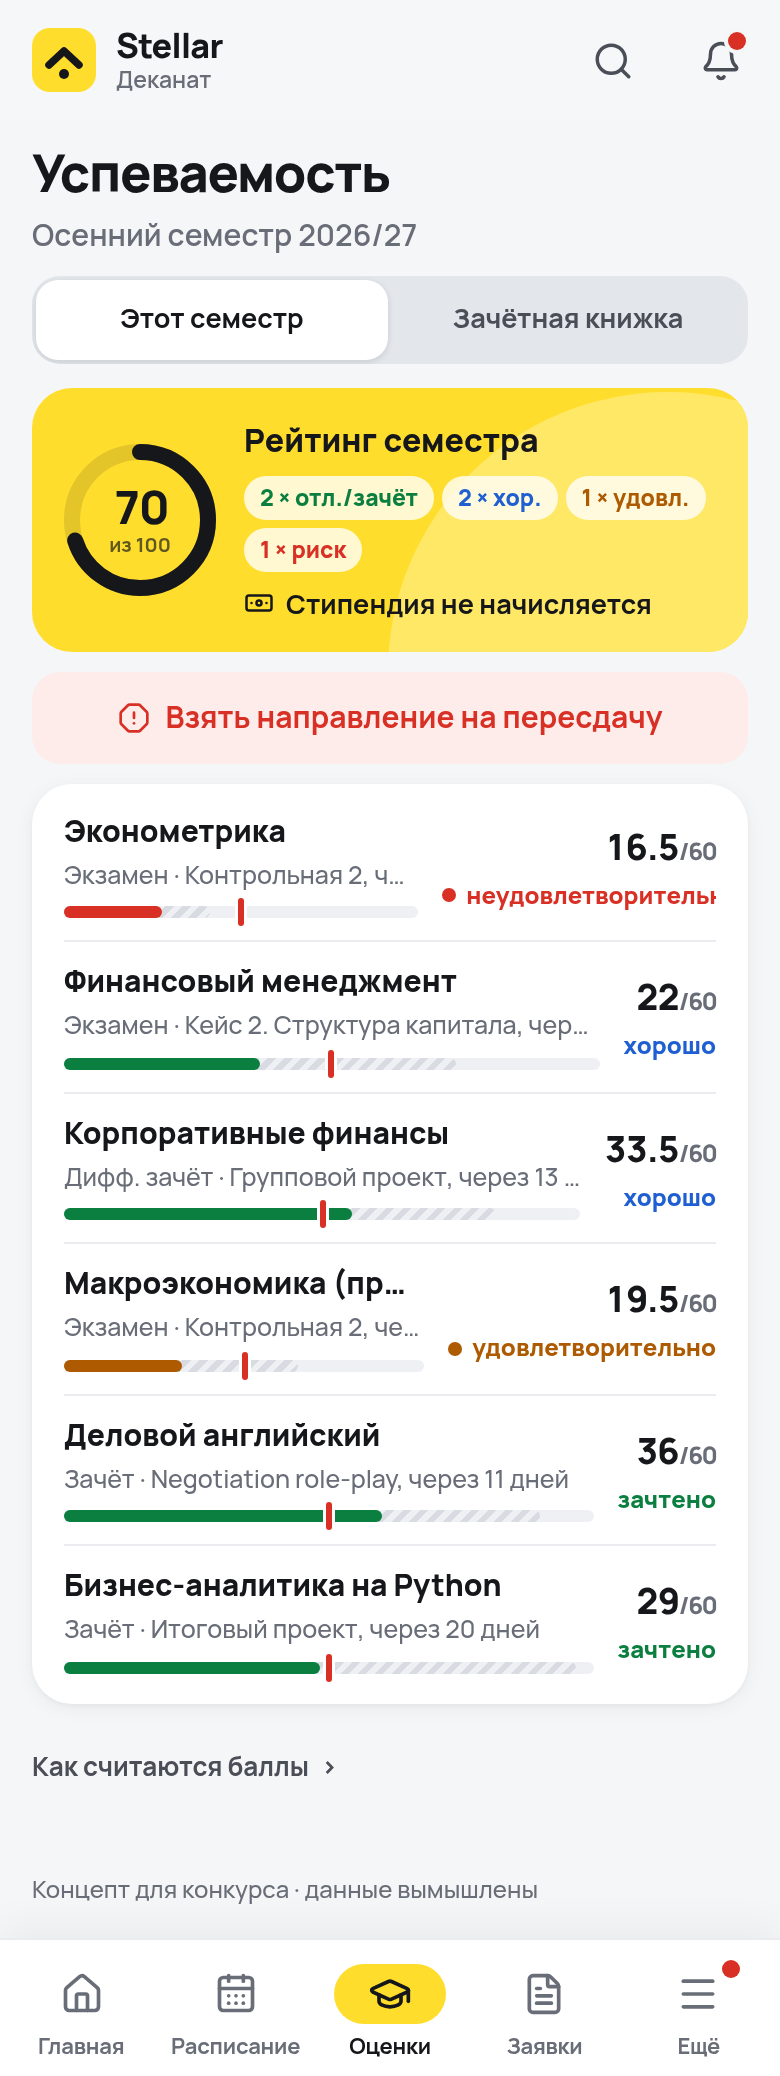 Stellar
Деканат
Успеваемость
Осенний семестр 2026/27
Этот семестр
Зачётная книжка
70
из 100
Рейтинг семестра
2 × отл./зачёт
2 × хор.
1 × удовл.
1 × риск
Стипендия не начисляется
Взять направление на пересдачу
Эконометрика
Экзамен · Контрольная 2, ч...
16.5/60
неудовлетворительн
Финансовый менеджмент
Экзамен · Кейс 2. Структура капитала, чер...
22/60
хорошо
Корпоративные финансы
Дифф. зачёт · Групповой проект, через 13 ...
33.5/60
хорошо
Макроэкономика (пр...
Экзамен · Контрольная 2, че...
19.5/60
удовлетворительно
Деловой английский
Зачёт · Negotiation role-play, через 11 дней
36/60
зачтено
Бизнес-аналитика на Python
Зачёт · Итоговый проект, через 20 дней
29/60
зачтено
Как считаются баллы
Концепт для конкурса · данные вымышлены
Главная
Расписание
Оценки
Заявки
Ещё